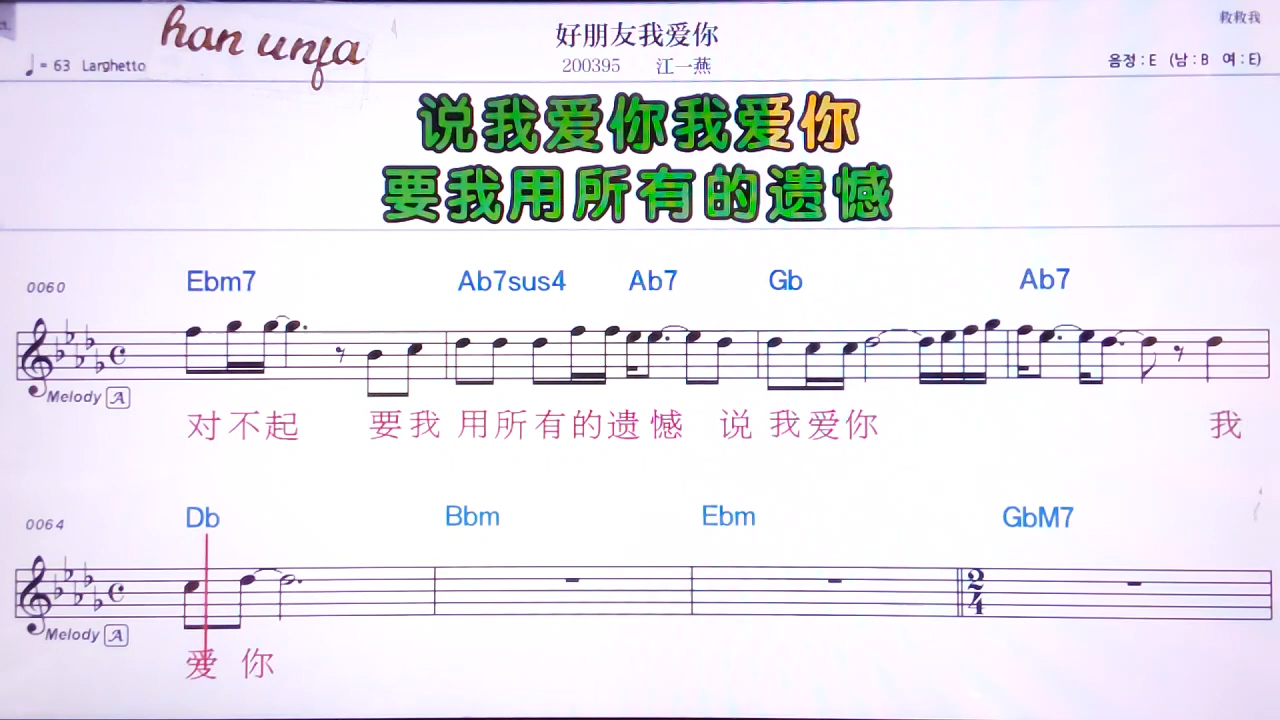 han unfa
好朋友我爱你
救救我
♩= 63 Larghetto
200395 江一燕
음정 : E (남 : B 여 : E)
说我爱你我爱你
要我用所有的遗憾
0060
Ebm7 Ab7sus4 Ab7 Gb Ab7
Melody A
对不起 要我 用所有的遗憾 说 我爱你 我
0064
Db Bbm Ebm GbM7
2
4
Melody A
爱 你